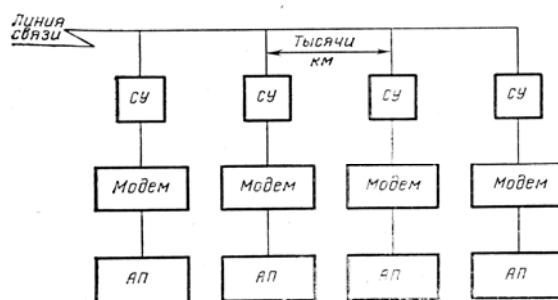 Линия
связи
Тысячи
км
СУ СУ СУ СУ
Модем Модем Модем Модем
АП АП АП АП